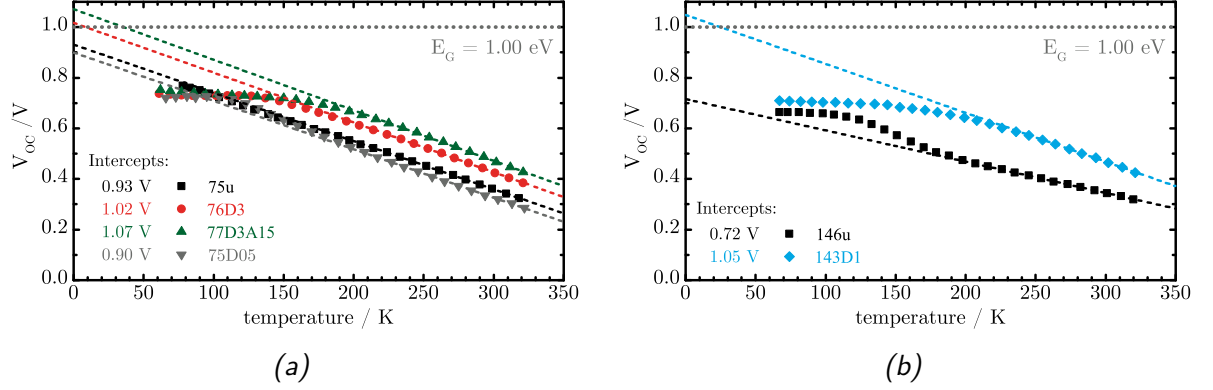 1.0
0.8
0.6
0.4
0.2
0.0
V_OC /V
E_G = 1.00 eV
Intercepts:
0.93 V 75u
1.02 V 76D3
1.07 V 77D3A15
0.90 V 75D05
0 50 100 150 200 250 300 350
temperature / K
(a)
1.0
0.8
0.6
0.4
0.2
0.0
V_OC /V
E_G = 1.00 eV
Intercepts:
0.72 V 146u
1.05 V 143D1
0 50 100 150 200 250 300 350
temperature / K
(b)